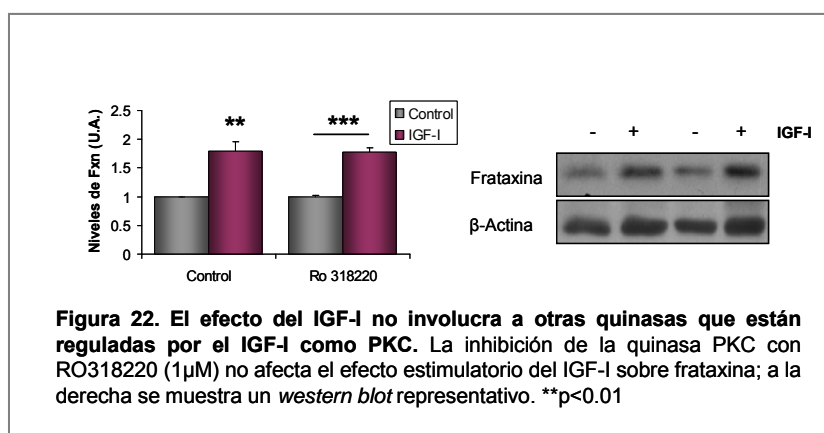 2.5
2
1.5
1
0.5
0
Niveles de Fxn (U.A.)
**
***
Control
IGF-I
Control
Ro 318220
- + - + IGF-I
Frataxina
β-Actina
Figura 22. El efecto del IGF-I no involucra a otras quinasas que están
reguladas por el IGF-I como PKC. La inhibición de la quinasa PKC con
RO318220 (1μM) no afecta el efecto estimulatorio del IGF-I sobre frataxina; a la
derecha se muestra un western blot representativo. **p<0.01